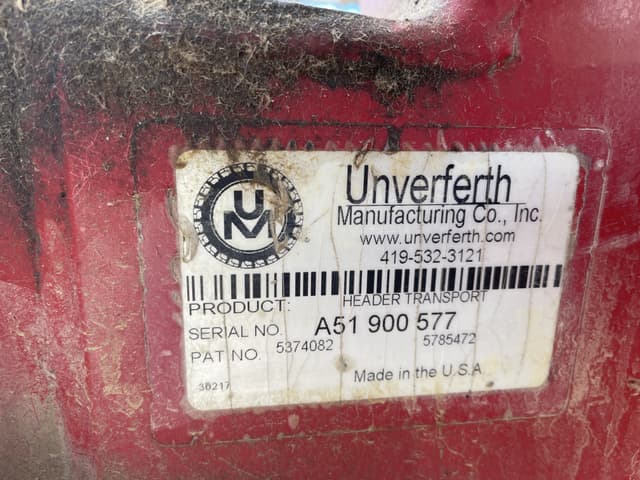 UM
Unverferth
Manufacturing Co., Inc.
www.unverferth.com
419-532-3121
PRODUCT: HEADER TRANSPORT
SERIAL NO. A51 900 577
PAT NO. 5374082 5785472
30217 Made in the U.S.A